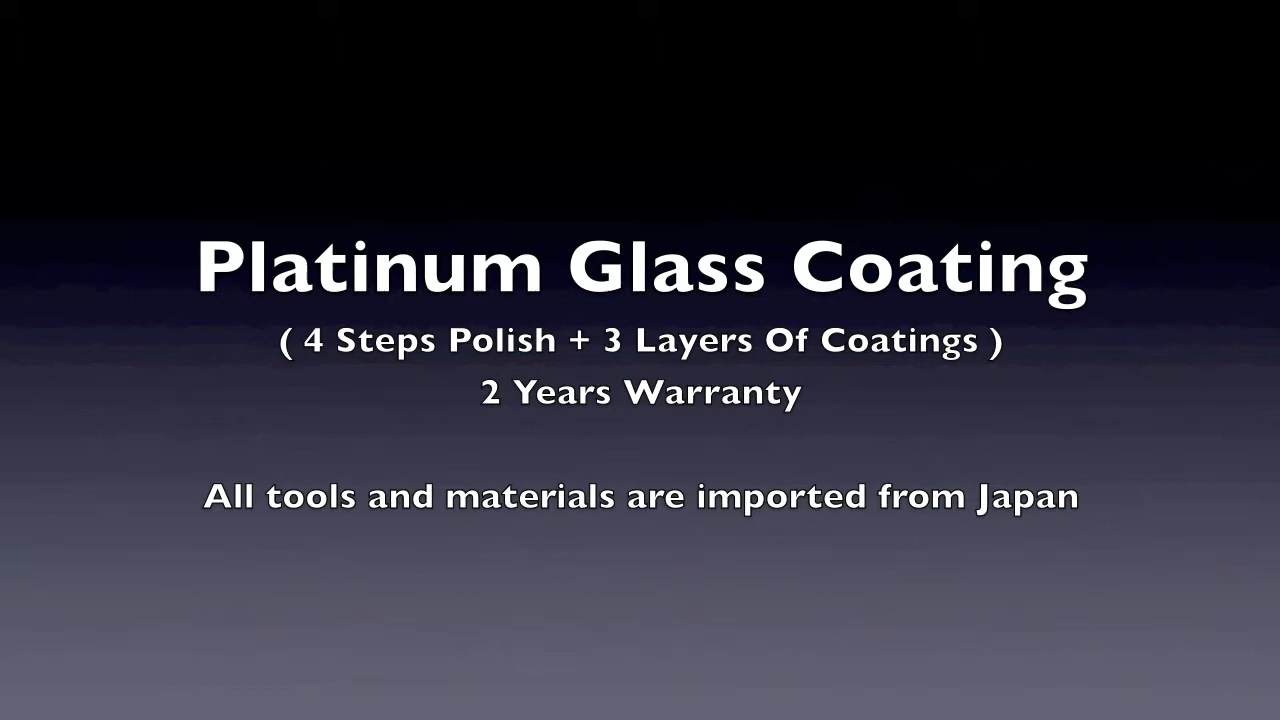 Platinum Glass Coating
( 4 Steps Polish + 3 Layers Of Coatings )
2 Years Warranty
All tools and materials are imported from Japan